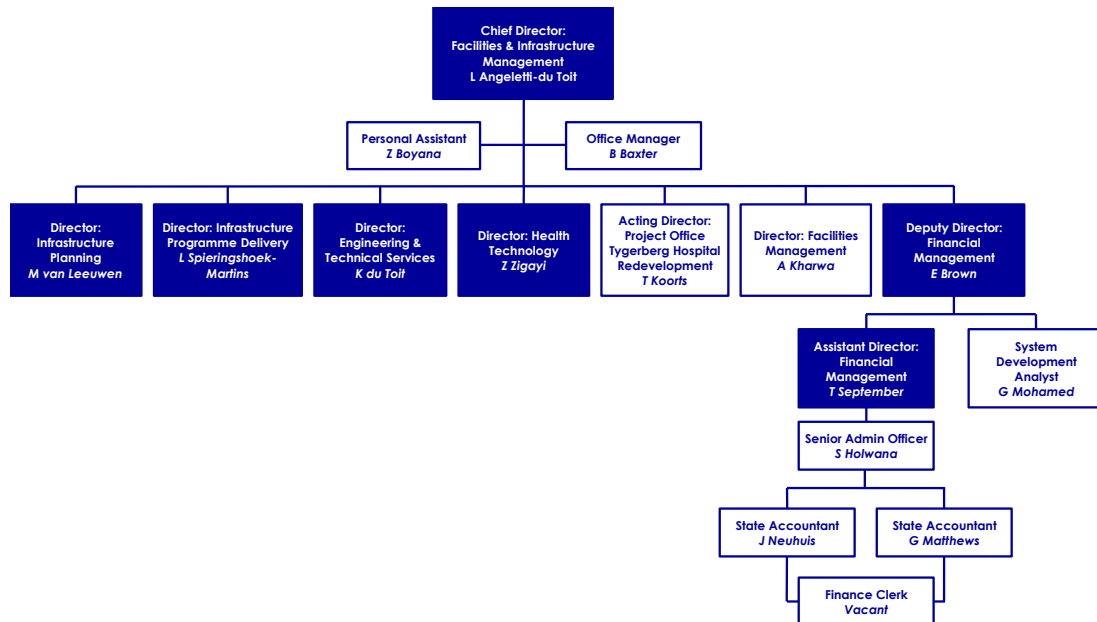 Chief Director:
Facilities & Infrastructure
Management
L Angeletti-du Toit
Personal Assistant
Z Boyana
Office Manager
B Baxter
Director:
Infrastructure
Planning
M van Leeuwen
Director: Infrastructure
Programme Delivery
L Spieringshoek-
Martins
Director:
Engineering &
Technical Services
K du Toit
Director: Health
Technology
Z Zigayi
Acting Director:
Project Office
Tygerberg Hospital
Redevelopment
T Koorts
Director: Facilities
Management
A Kharwa
Deputy Director:
Financial
Management
E Brown
Assistant Director:
Financial
Management
T September
System
Development
Analyst
G Mohamed
Senior Admin Officer
S Holwana
State Accountant
J Neuhuis
State Accountant
G Matthews
Finance Clerk
Vacant